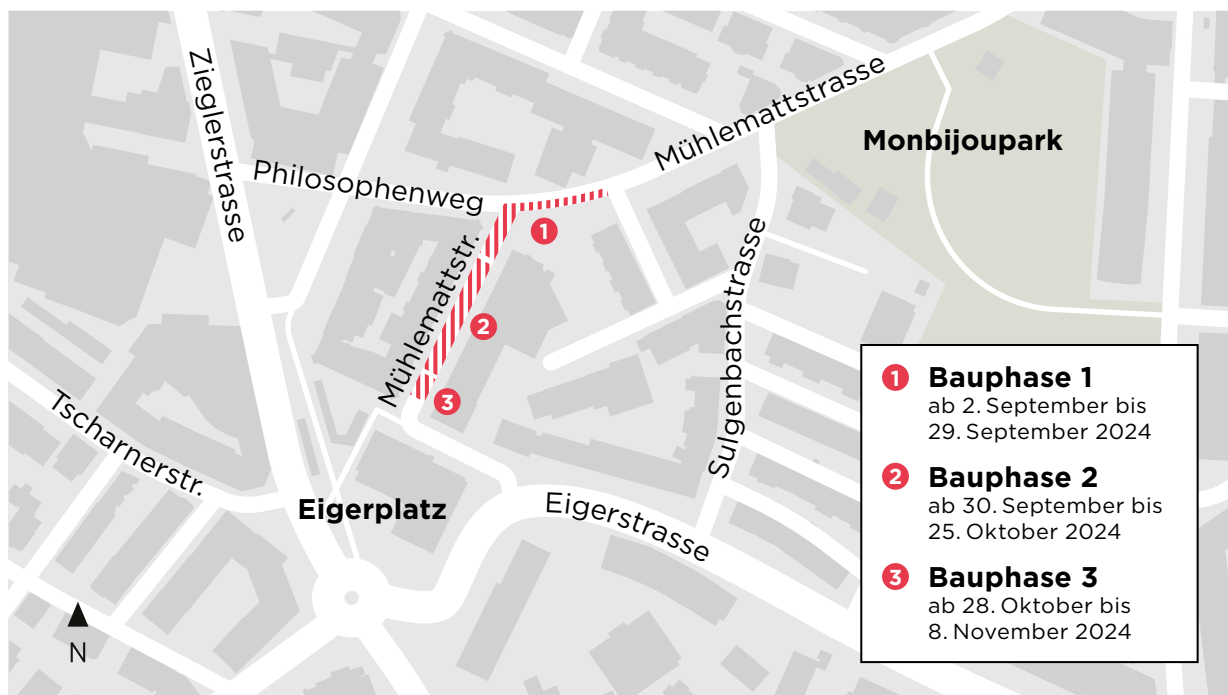 Zieglerstrasse
Mühlemattstrasse
Monbijoupark
Philosophenweg
1
Mühlemattstr.
2
Sulgenbachstrasse
3
Tscharnerstr.
Eigerplatz
Eigerstrasse
N
1 Bauphase 1
ab 2. September bis
29. September 2024
2 Bauphase 2
ab 30. September bis
25. Oktober 2024
3 Bauphase 3
ab 28. Oktober bis
8. November 2024